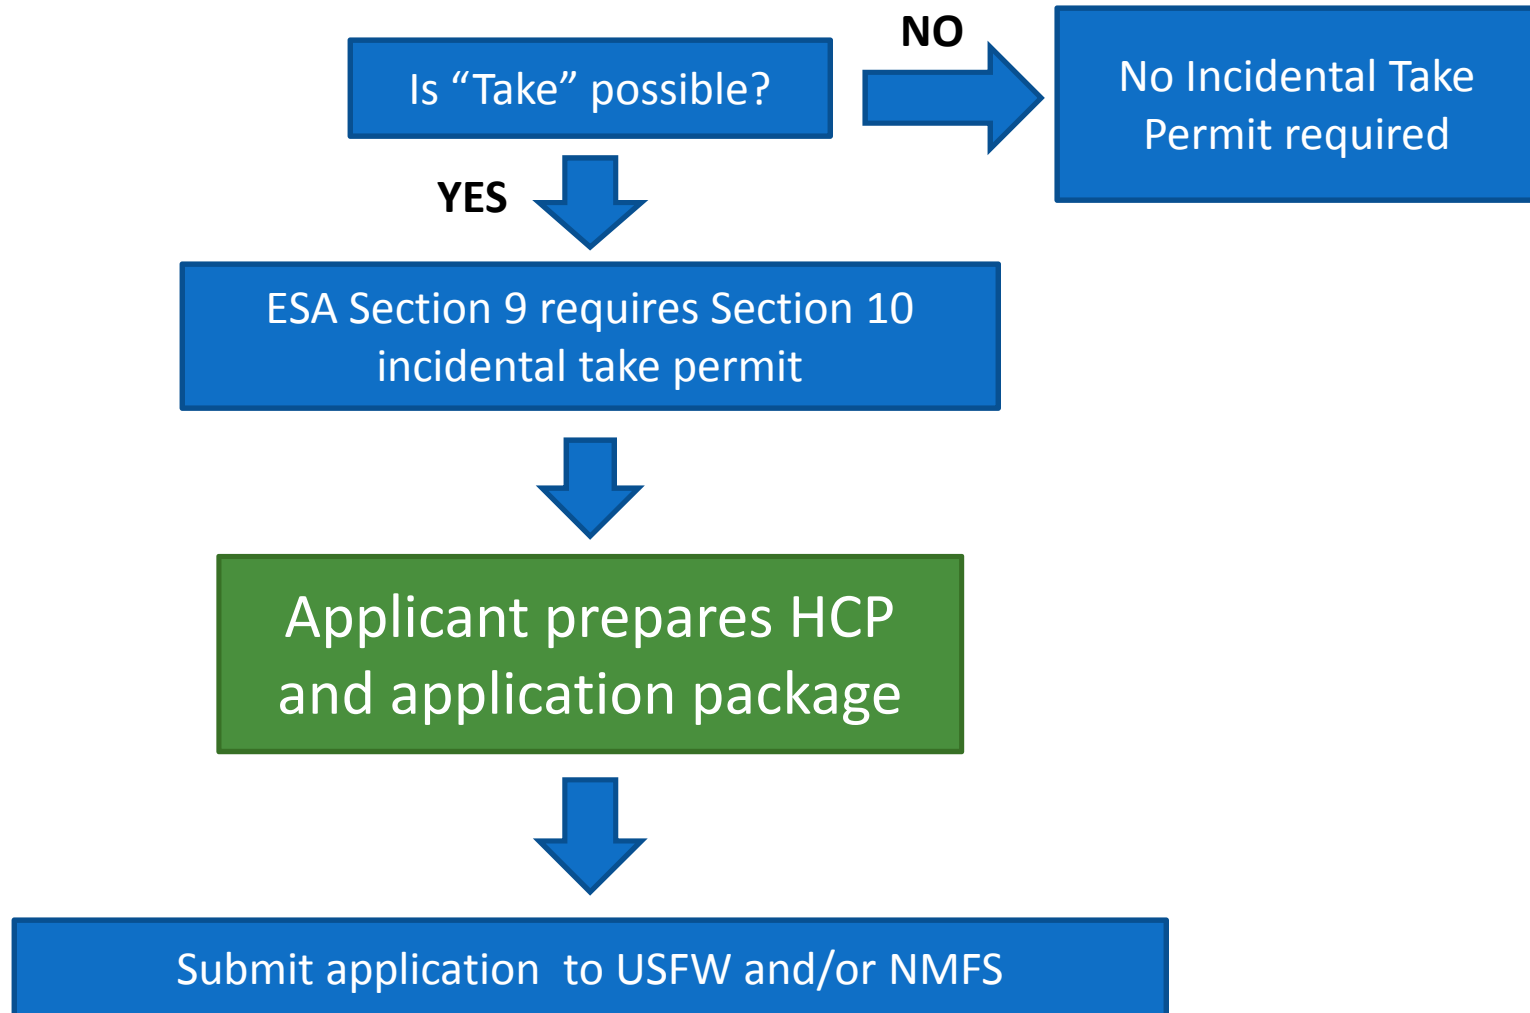 Is “Take” possible?
NO
No Incidental Take
Permit required
YES
ESA Section 9 requires Section 10
incidental take permit
Applicant prepares HCP
and application package
Submit application  to USFW and/or NMFS